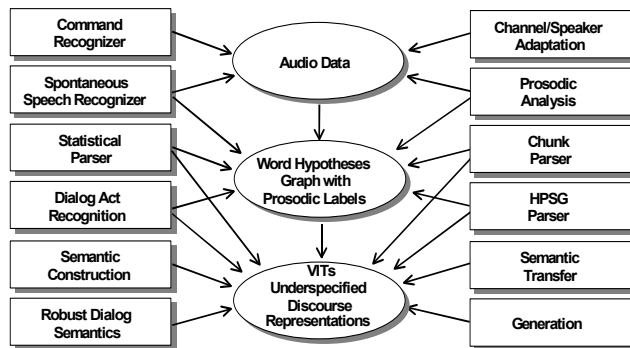 Command
Recognizer
Channel/Speaker
Adaptation
Audio Data
Spontaneous
Speech Recognizer
Prosodic
Analysis
Statistical
Parser
Chunk
Parser
Word Hypotheses
Graph with
Prosodic Labels
Dialog Act
Recognition
HPSG
Parser
Semantic
Construction
VITs
Underspecified
Discourse
Representations
Semantic
Transfer
Robust Dialog
Semantics
Generation